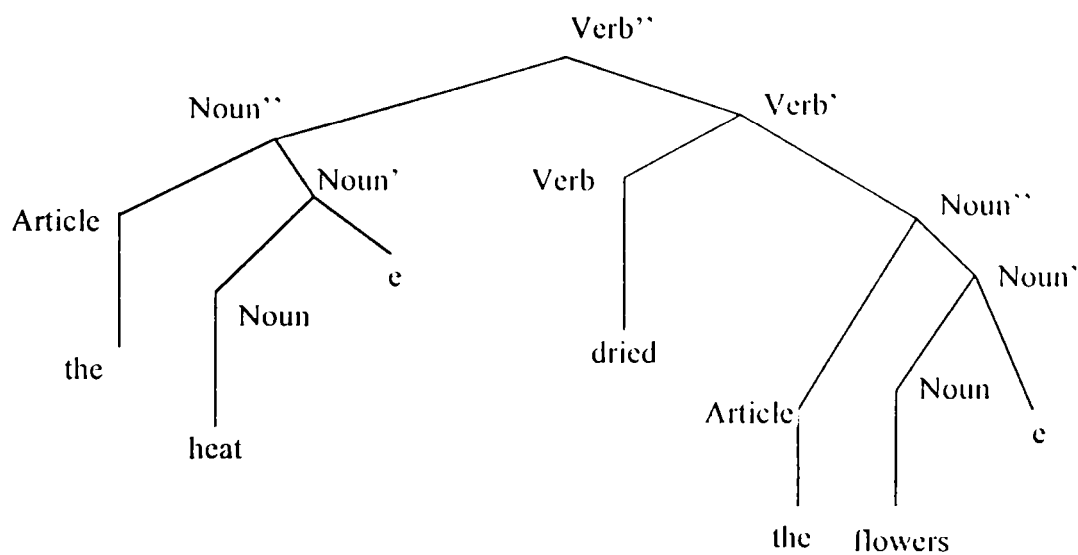 Verb’’
Noun’’ Verb‘
Noun' Verb
Article Noun’’
e Noun‘
Noun
the dried
Article Noun
heat e
the flowers